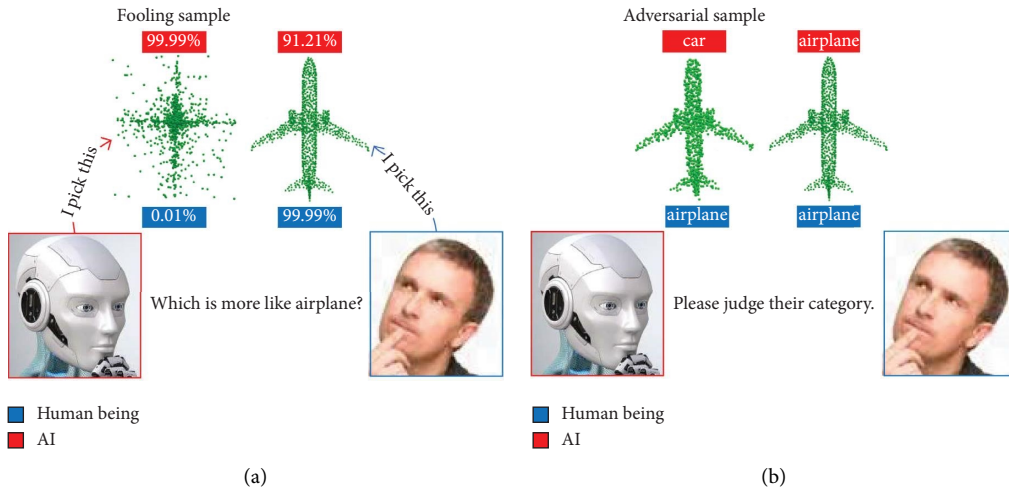 Fooling sample
99.99%
91.21%
I pick this
I pick this
0.01%
99.99%
Which is more like airplane?
Human being
AI
(a)
Adversarial sample
car
airplane
airplane
airplane
Please judge their category.
Human being
AI
(b)